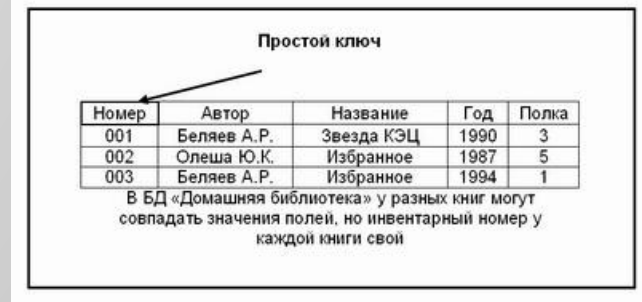 Простой ключ
Номер Автор Название Год Полка
001 Беляев А.Р. Звезда КЭЦ 1990 3
002 Олеша Ю.К. Избранное 1987 5
003 Беляев А.Р. Избранное 1994 1
В БД «Домашняя библиотека» у разных книг могут
совпадать значения полей, но инвентарный номер у
каждой книги свой